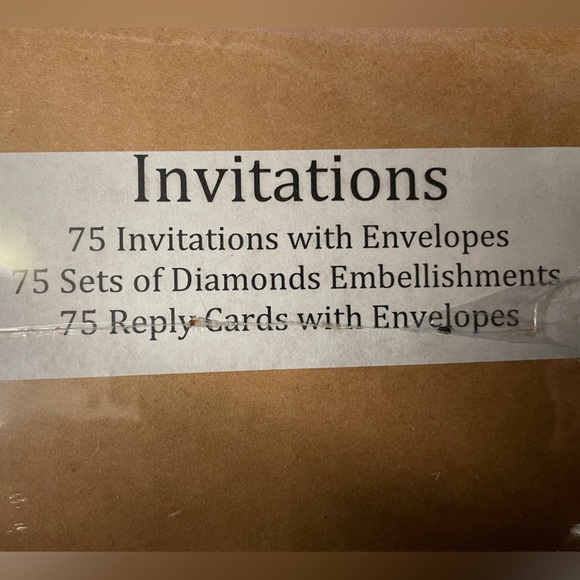 Invitations
75 Invitations with Envelopes
75 Sets of Diamonds Embellishments
75 Reply Cards with Envelopes